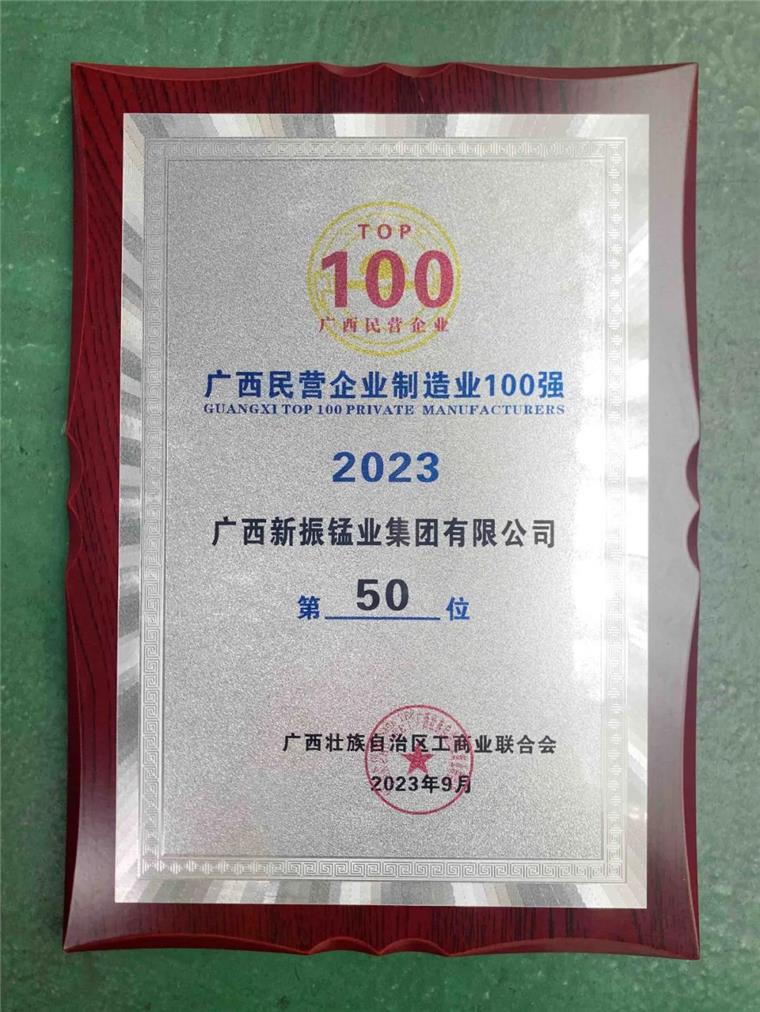 TOP
100
广西民营企业
广西民营企业制造业100强
GUANGXI TOP 100 PRIVATE MANUFACTURERS
2023
广西新振锰业集团有限公司
第 50 位
广西壮族自治区工商业联合会
2023年9月